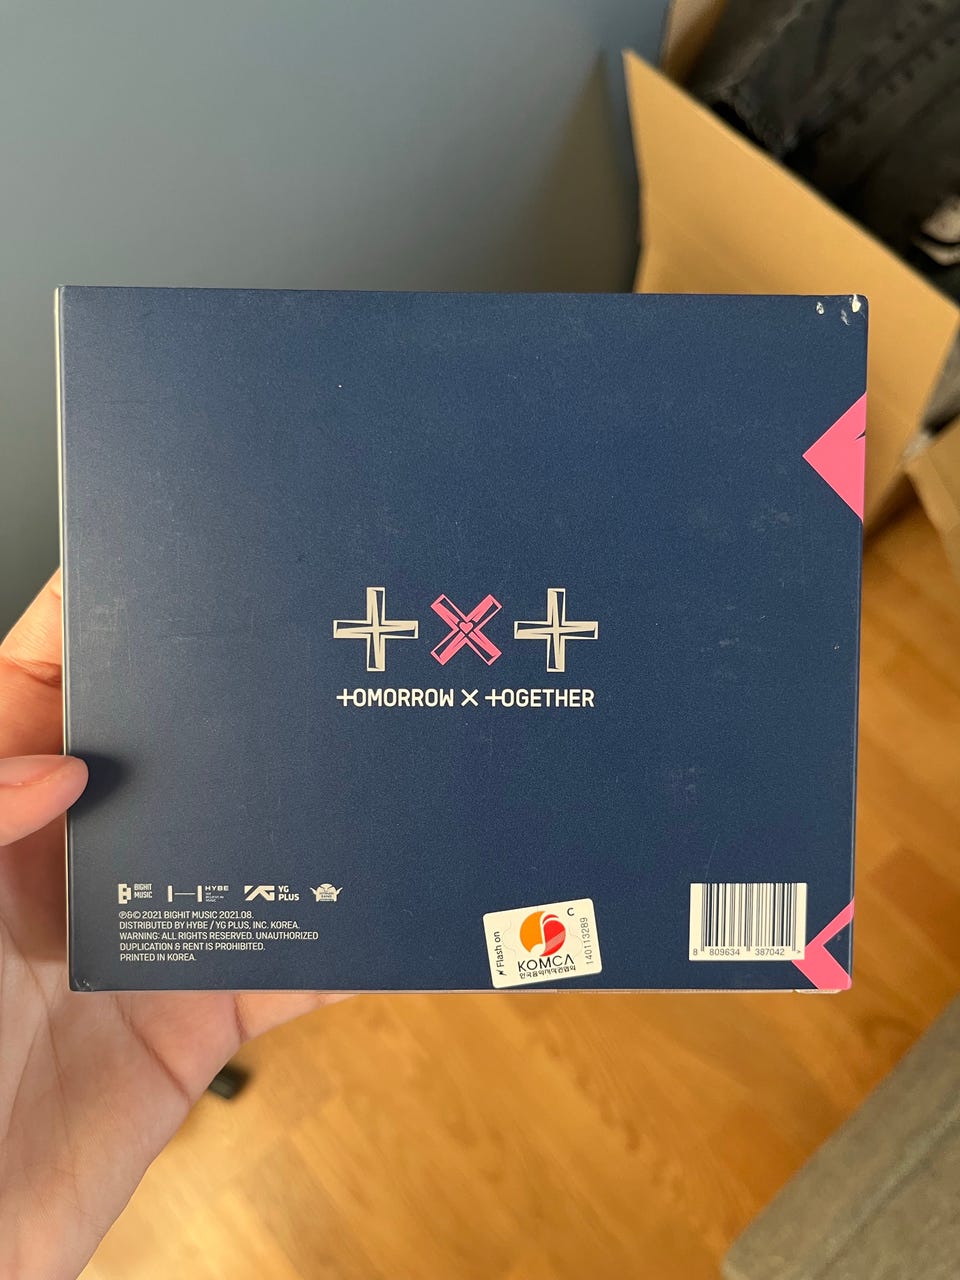 TOMORROW X TOGETHER
BIGHIT
MUSIC
HYBE
YG
PLUS
℗&© 2021 BIGHIT MUSIC 2021.08.
DISTRIBUTED BY HYBE / YG PLUS, INC. KOREA.
WARNING: ALL RIGHTS RESERVED. UNAUTHORIZED
DUPLICATION & RENT IS PROHIBITED.
PRINTED IN KOREA.
Flash on
KOMCA
한국음악저작권협회
C
140113289
8 809634 387042 >